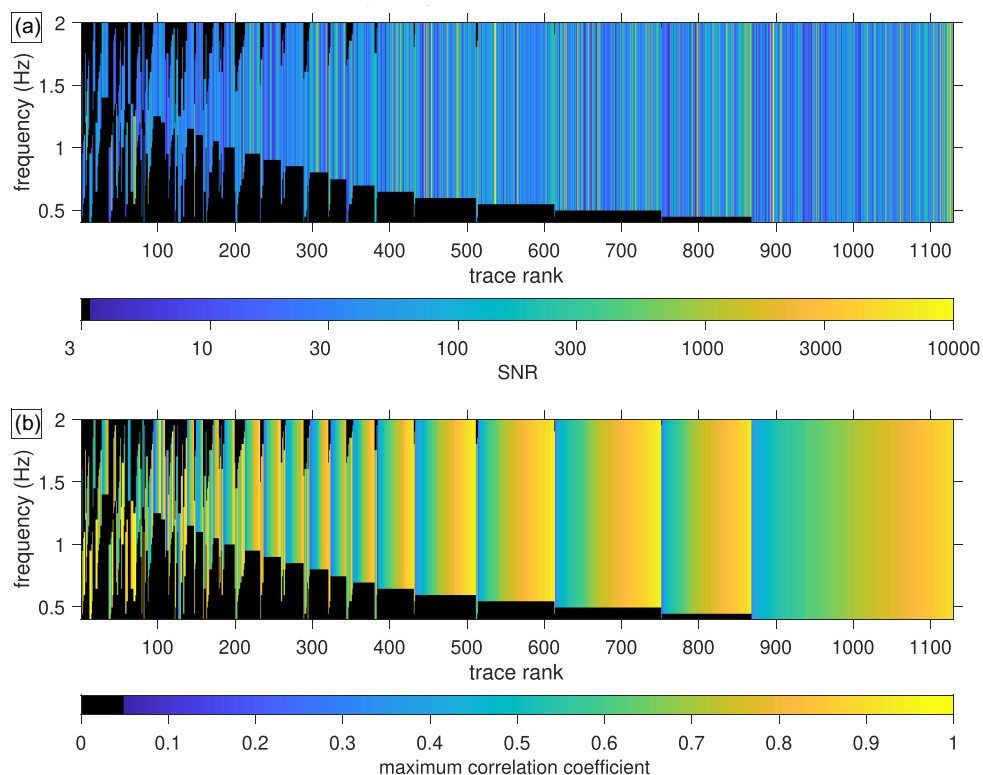 (a)
2
1.5
1
0.5
frequency (Hz)
100 200 300 400 500 600 700 800 900 1000 1100
trace rank
3 10 30 100 300 1000 3000 10000
SNR
(b)
2
1.5
1
0.5
frequency (Hz)
100 200 300 400 500 600 700 800 900 1000 1100
trace rank
0 0.1 0.2 0.3 0.4 0.5 0.6 0.7 0.8 0.9 1
maximum correlation coefficient